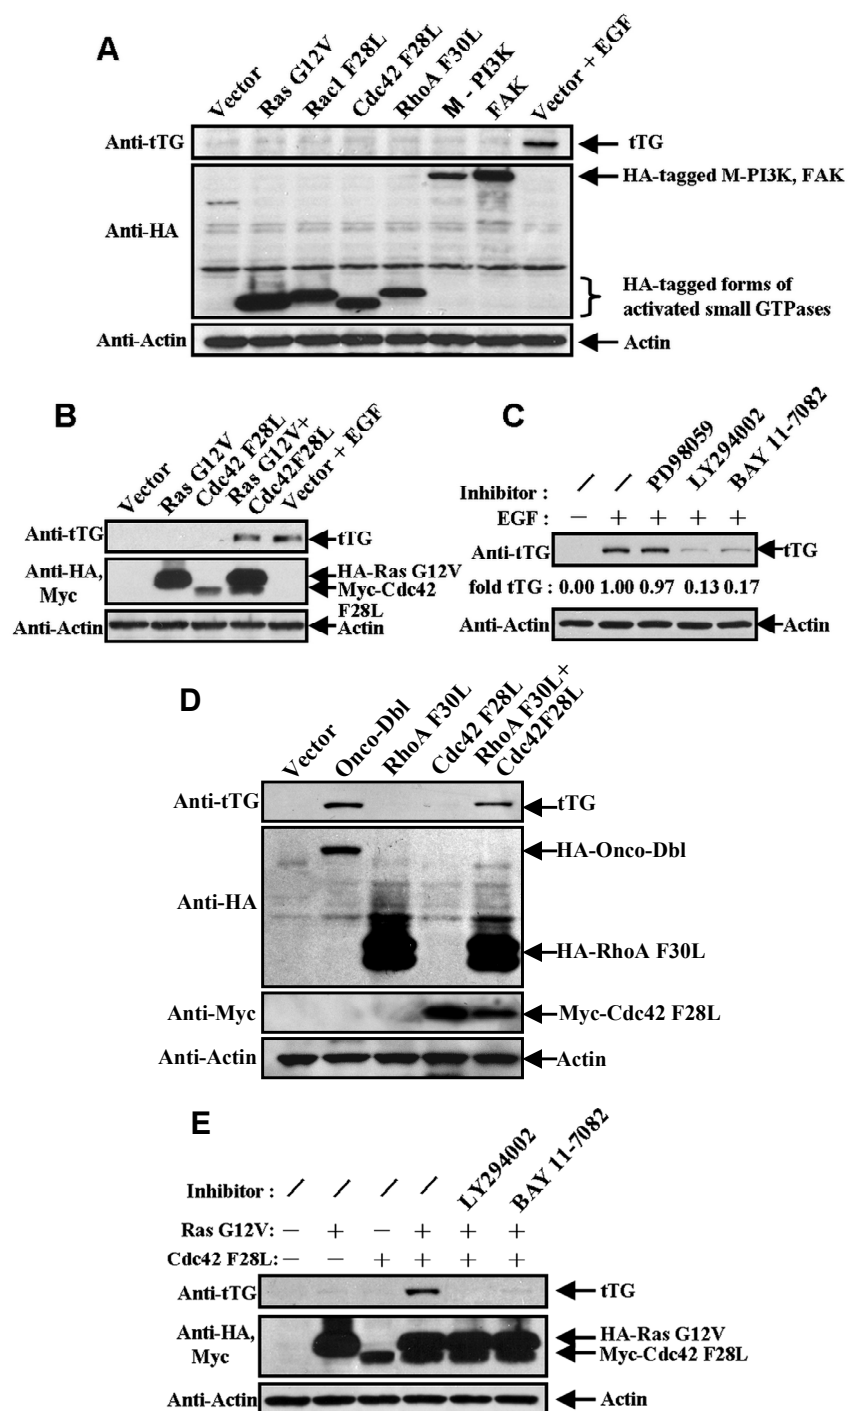 A
Vector
Ras G12V
Rac1 F28L
Cdc42 F28L
RhoA F30L
M - PI3K
FAK
Vector + EGF
Anti-tTG
tTG
HA-tagged M-PI3K, FAK
Anti-HA
HA-tagged forms of
activated small GTPases
Anti-Actin
Actin
B
Vector
Ras G12V
Cdc42 F28L
Ras G12V+
Cdc42F28L
Vector + EGF
Anti-tTG
tTG
Anti-HA,
Myc
HA-Ras G12V
Myc-Cdc42
F28L
Anti-Actin
Actin
C
PD98059
LY294002
BAY 11-7082
Inhibitor : / /
EGF : − + + + +
Anti-tTG
tTG
fold tTG : 0.00 1.00 0.97 0.13 0.17
Anti-Actin
Actin
D
Vector
Onco-Dbl
RhoA F30L
Cdc42 F28L
RhoA F30L+
Cdc42F28L
Anti-tTG
tTG
HA-Onco-Dbl
Anti-HA
HA-RhoA F30L
Anti-Myc
Myc-Cdc42 F28L
Anti-Actin
Actin
E
LY294002
BAY 11-7082
Inhibitor : / / / /
Ras G12V: − + − + + +
Cdc42 F28L: − − + + + +
Anti-tTG
tTG
Anti-HA,
Myc
HA-Ras G12V
Myc-Cdc42 F28L
Anti-Actin
Actin